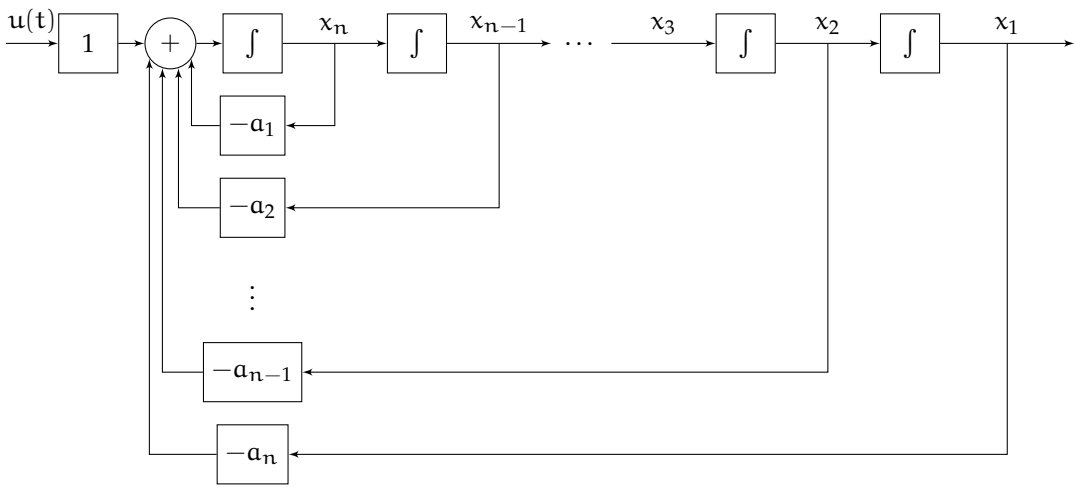 u(t) 1 + ∫ xₙ ∫ xₙ₋₁ ⋯ x₃ ∫ x₂ ∫ x₁
−a₁
−a₂
⋮
−aₙ₋₁
−aₙ